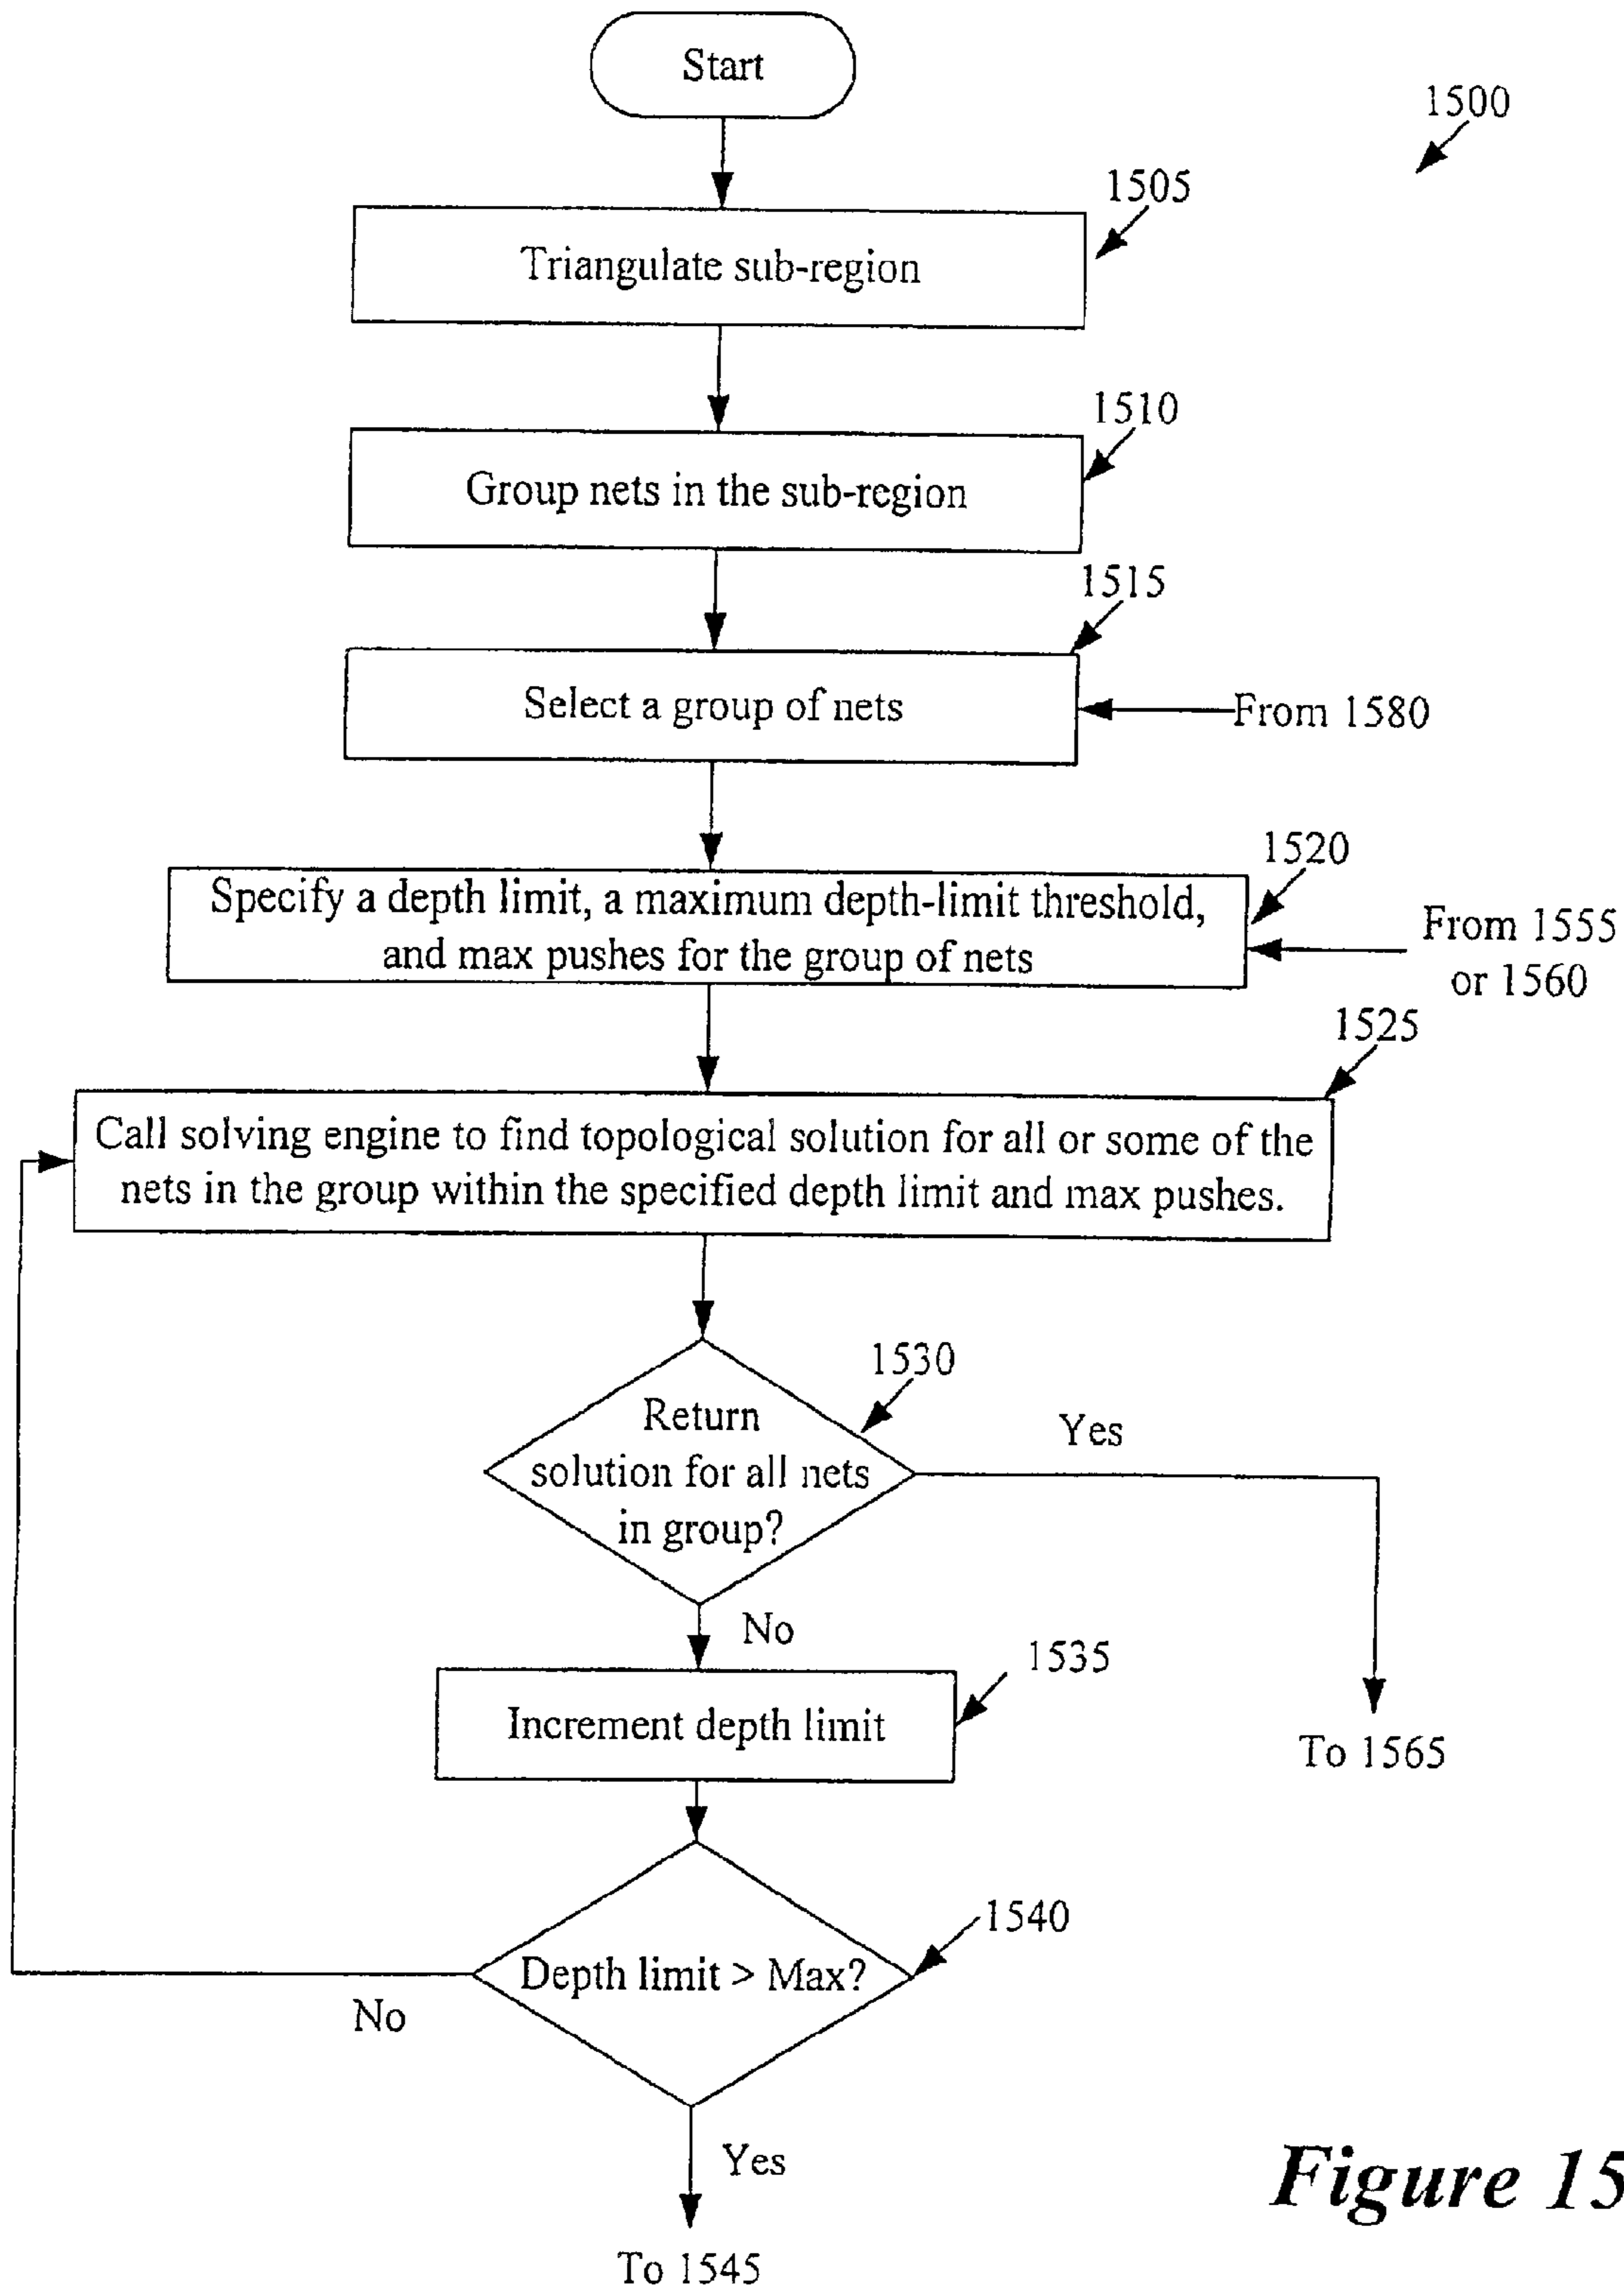 Start
1500
1505
Triangulate sub-region
1510
Group nets in the sub-region
1515
Select a group of nets
From 1580
1520
Specify a depth limit, a maximum depth-limit threshold,
and max pushes for the group of nets
From 1555
or 1560
1525
Call solving engine to find topological solution for all or some of the
nets in the group within the specified depth limit and max pushes.
1530
Return
solution for all nets
in group?
Yes
No
1535
Increment depth limit
To 1565
1540
Depth limit > Max?
No
Yes
To 1545
Figure 15